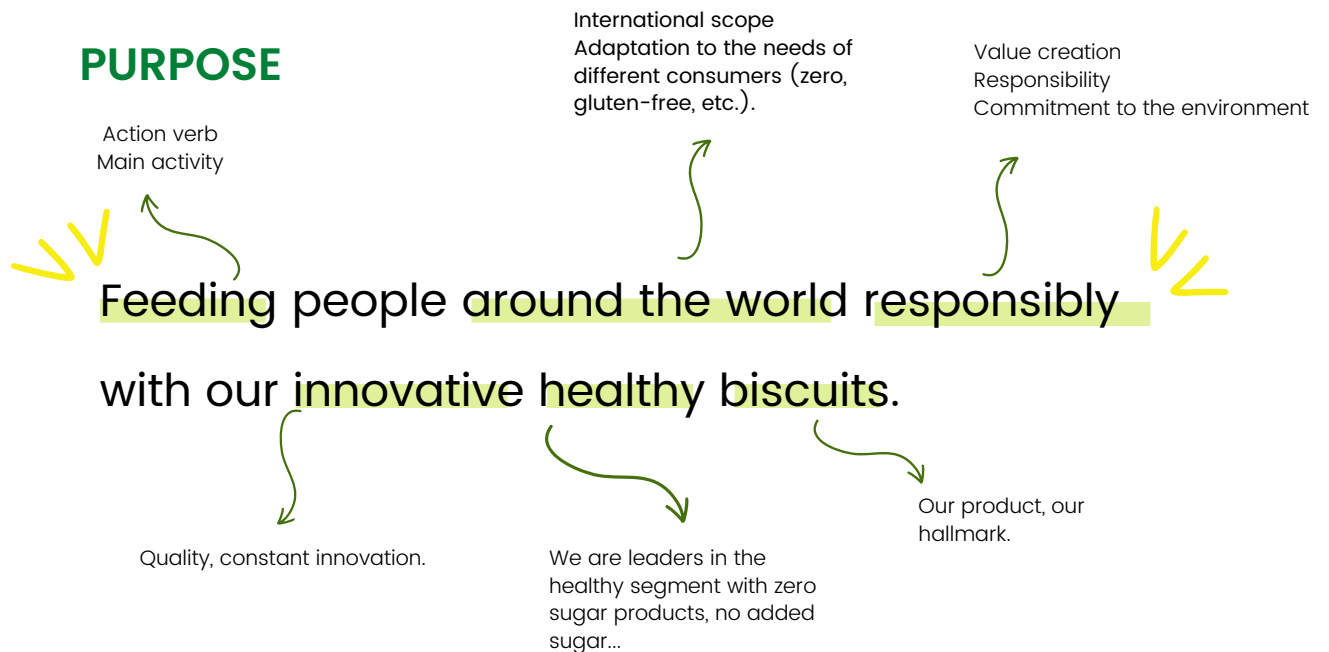 PURPOSE
Action verb
Main activity
International scope
Adaptation to the needs of
different consumers (zero,
gluten-free, etc.).
Value creation
Responsibility
Commitment to the environment
Feeding people around the world responsibly
with our innovative healthy biscuits.
Quality, constant innovation.
We are leaders in the
healthy segment with zero
sugar products, no added
sugar...
Our product, our
hallmark.